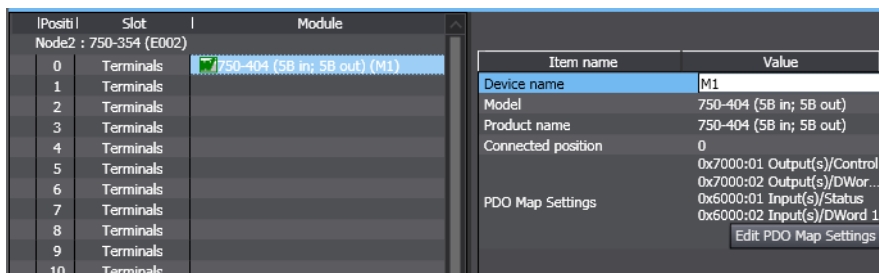 |Positi| Slot | Module
Node2 : 750-354 (E002)
0 Terminals 750-404 (5B in; 5B out) (M1)
1 Terminals
2 Terminals
3 Terminals
4 Terminals
5 Terminals
6 Terminals
7 Terminals
8 Terminals
9 Terminals
10 Terminals
Item name Value
Device name M1
Model 750-404 (5B in; 5B out)
Product name 750-404 (5B in; 5B out)
Connected position 0
PDO Map Settings
0x7000:01 Output(s)/Control
0x7000:02 Output(s)/DWor...
0x6000:01 Input(s)/Status
0x6000:02 Input(s)/DWord 1
Edit PDO Map Settings